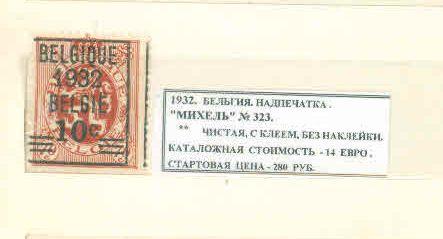 BELGIQUE
1932
BELGIË
10c
1932. БЕЛЬГИЯ. НАДПЕЧАТКА.
"МИХЕЛЬ" № 323.
** ЧИСТАЯ, С КЛЕЕМ, БЕЗ НАКЛЕЙКИ.
КАТАЛОЖНАЯ СТОИМОСТЬ - 14 ЕВРО.
СТАРТОВАЯ ЦЕНА - 280 РУБ.